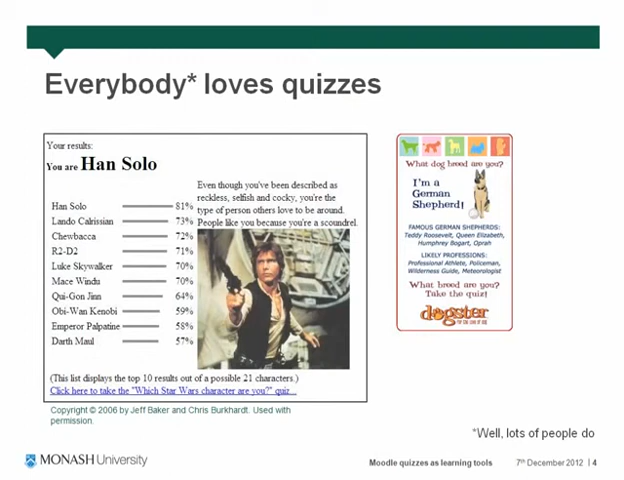 Everybody* loves quizzes
Your results:
You are Han Solo
Han Solo 81%
Lando Calrissian 73%
Chewbacca 72%
R2-D2 71%
Luke Skywalker 70%
Mace Windu 70%
Qui-Gon Jinn 64%
Obi-Wan Kenobi 59%
Emperor Palpatine 58%
Darth Maul 57%
Even though you've been described as
reckless, selfish and cocky, you're the
type of person others love to be around.
People like you because you're a scoundrel.
(This list displays the top 10 results out of a possible 21 characters.)
Click here to take the "Which Star Wars character are you?" quiz...
Copyright © 2006 by Jeff Baker and Chris Burkhardt. Used with
permission.
What dog breed are you?
I'm a
German
Shepherd!
FAMOUS GERMAN SHEPHERDS:
Teddy Roosevelt, Queen Elizabeth,
Humphrey Bogart, Oprah
LIKELY PROFESSIONS:
Professional Athlete, Policeman,
Wilderness Guide, Meteorologist
What breed are you?
Take the quiz!
dogster
FOR THE LOVE OF DOG
*Well, lots of people do
MONASH University
Moodle quizzes as learning tools 7th December 2012 | 4